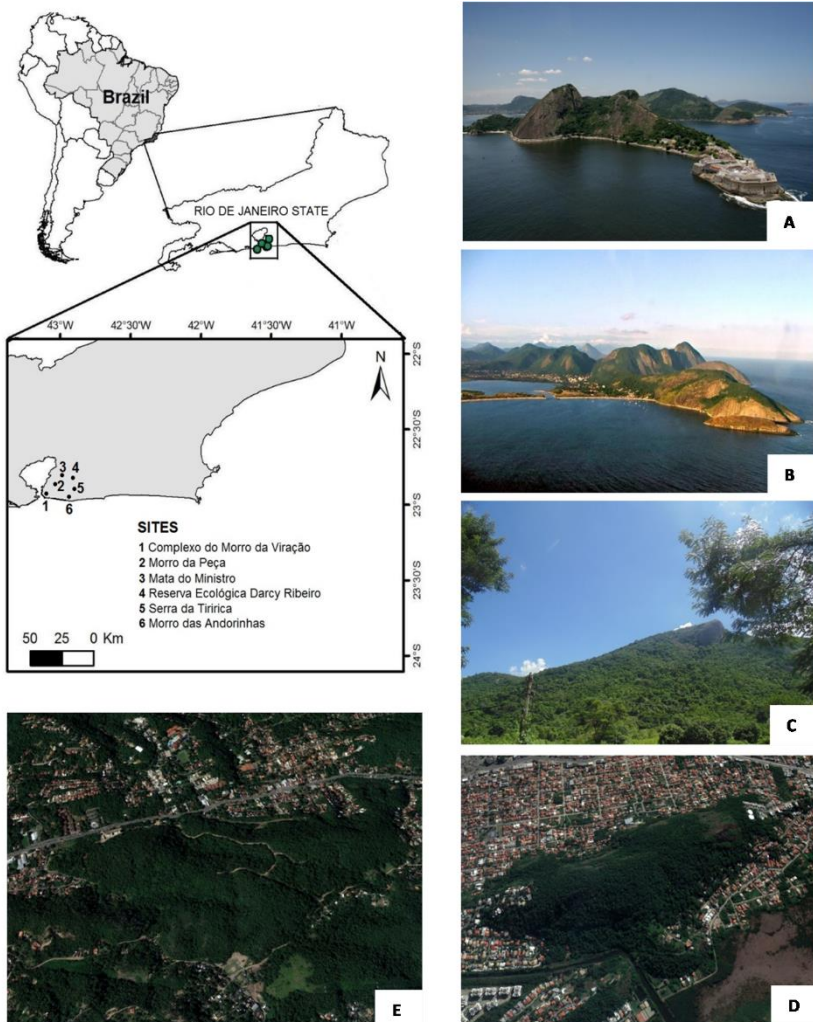 Brazil
RIO DE JANEIRO STATE
43°W 42°30'W 42°W 41°30'W 41°W
22°S
22°30'S
23°S
23°30'S
24°S
N
3 4
2 5
1 6
SITES
1 Complexo do Morro da Viração
2 Morro da Peça
3 Mata do Ministro
4 Reserva Ecológica Darcy Ribeiro
5 Serra da Tiririca
6 Morro das Andorinhas
50 25 0 Km
A
B
C
E
D